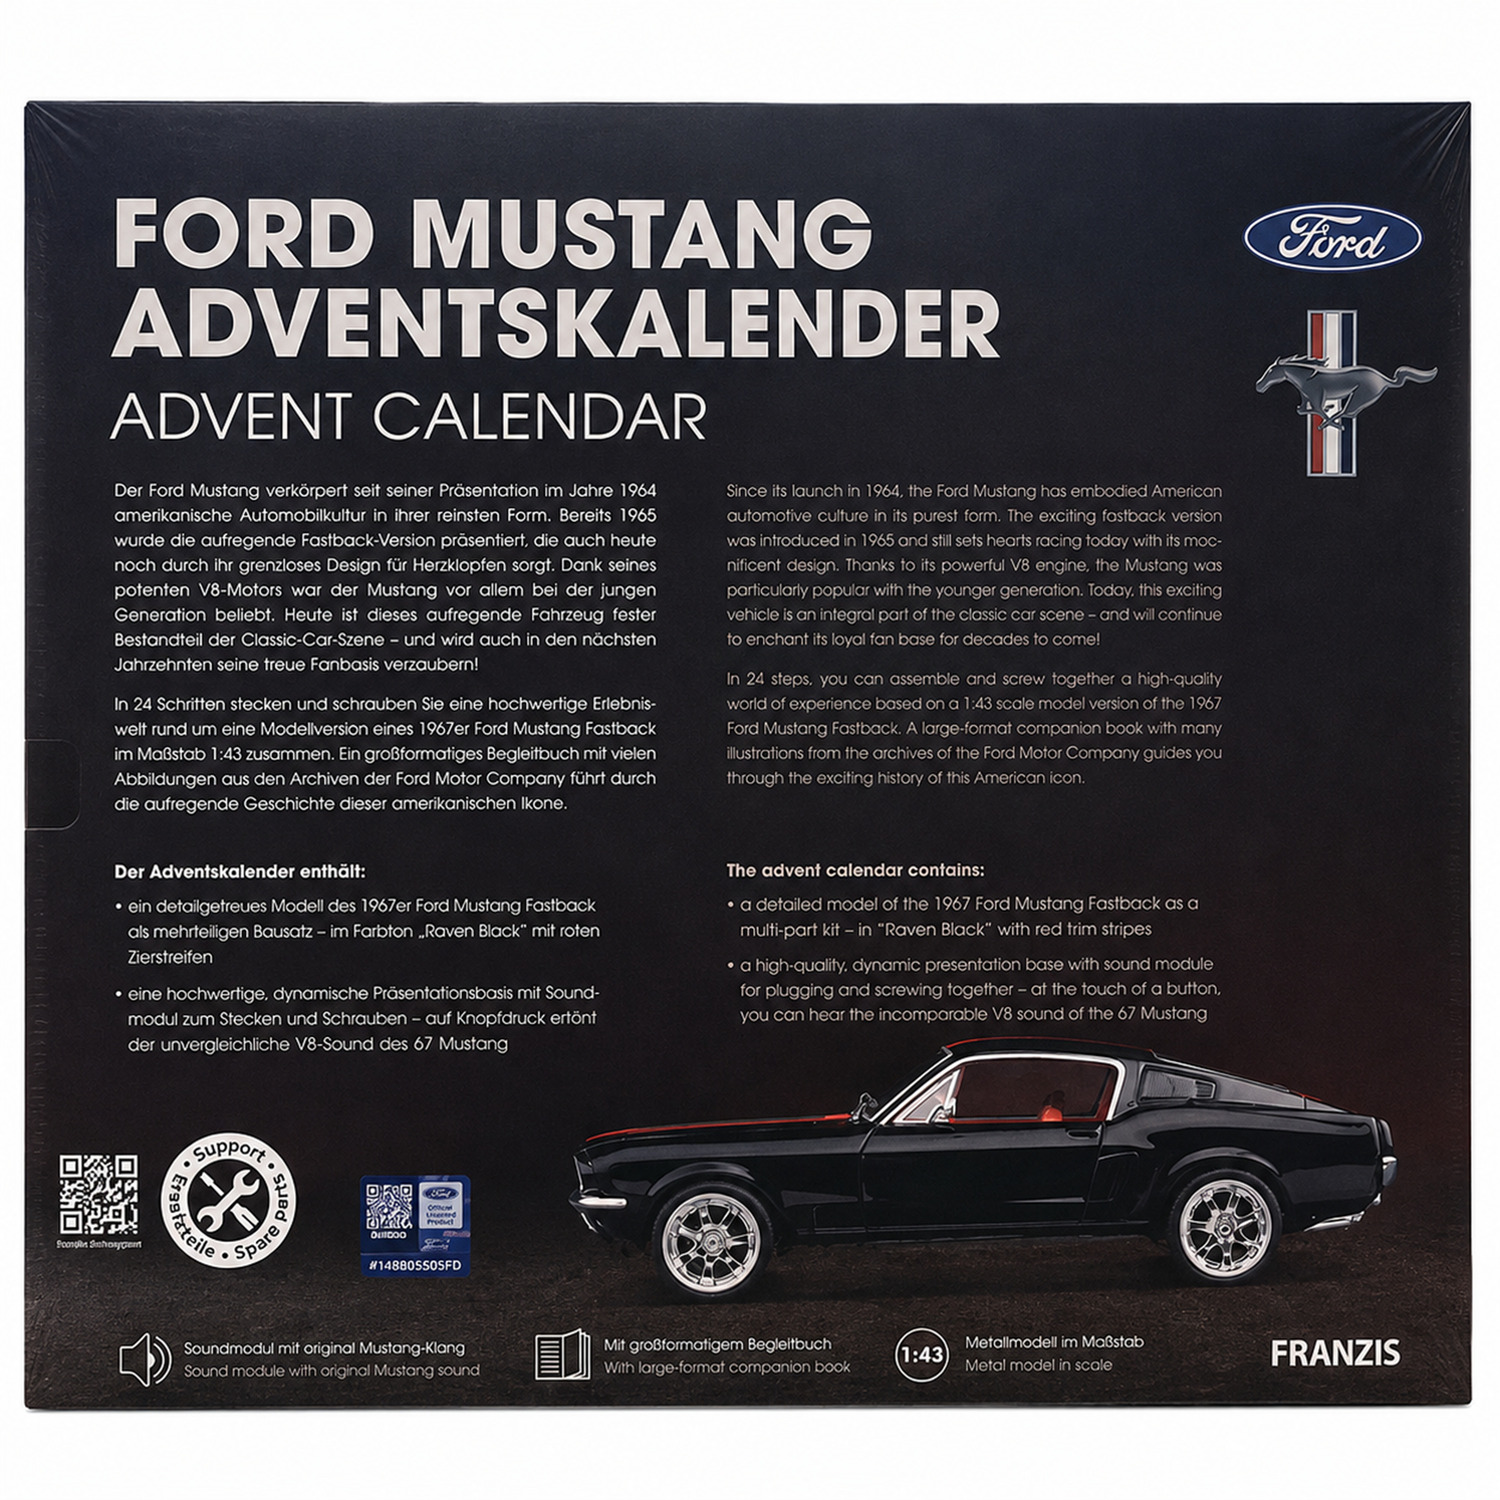 FORD MUSTANG
ADVENTSKALENDER
ADVENT CALENDAR
Ford
Der Ford Mustang verkörpert seit seiner Präsentation im Jahre 1964
amerikanische Automobilkultur in ihrer reinsten Form. Bereits 1965
wurde die aufregende Fastback-Version präsentiert, die auch heute
noch durch ihr grenzloses Design für Herzklopfen sorgt. Dank seines
potenten V8-Motors war der Mustang vor allem bei der jungen
Generation beliebt. Heute ist dieses aufregende Fahrzeug fester
Bestandteil der Classic-Car-Szene – und wird auch in den nächsten
Jahrzehnten seine treue Fanbasis verzaubern!
In 24 Schritten stecken und schrauben Sie eine hochwertige Erlebnis-
welt rund um eine Modellversion eines 1967er Ford Mustang Fastback
im Maßstab 1:43 zusammen. Ein großformatiges Begleitbuch mit vielen
Abbildungen aus den Archiven der Ford Motor Company führt durch
die aufregende Geschichte dieser amerikanischen Ikone.
Der Adventskalender enthält:
• ein detailgetreues Modell des 1967er Ford Mustang Fastback
als mehrteiligen Bausatz – im Farbton „Raven Black" mit roten
Zierstreifen
• eine hochwertige, dynamische Präsentationsbasis mit Sound-
modul zum Stecken und Schrauben – auf Knopfdruck ertönt
der unvergleichliche V8-Sound des 67 Mustang
Since its launch in 1964, the Ford Mustang has embodied American
automotive culture in its purest form. The exciting fastback version
was introduced in 1965 and still sets hearts racing today with its moc-
nificent design. Thanks to its powerful V8 engine, the Mustang was
particularly popular with the younger generation. Today, this exciting
vehicle is an integral part of the classic car scene – and will continue
to enchant its loyal fan base for decades to come!
In 24 steps, you can assemble and screw together a high-quality
world of experience based on a 1:43 scale model version of the 1967
Ford Mustang Fastback. A large-format companion book with many
illustrations from the archives of the Ford Motor Company guides you
through the exciting history of this American icon.
The advent calendar contains:
• a detailed model of the 1967 Ford Mustang Fastback as a
multi-part kit – in "Raven Black" with red trim stripes
• a high-quality, dynamic presentation base with sound module
for plugging and screwing together – at the touch of a button,
you can hear the incomparable V8 sound of the 67 Mustang
• Support •
Ersatzteile • Spare parts
Ford
Official
Licensed
Product
#148805505FD
Soundmodul mit original Mustang-Klang
Sound module with original Mustang sound
Mit großformatigem Begleitbuch
With large-format companion book
1:43
Metallmodell im Maßstab
Metal model in scale
FRANZIS